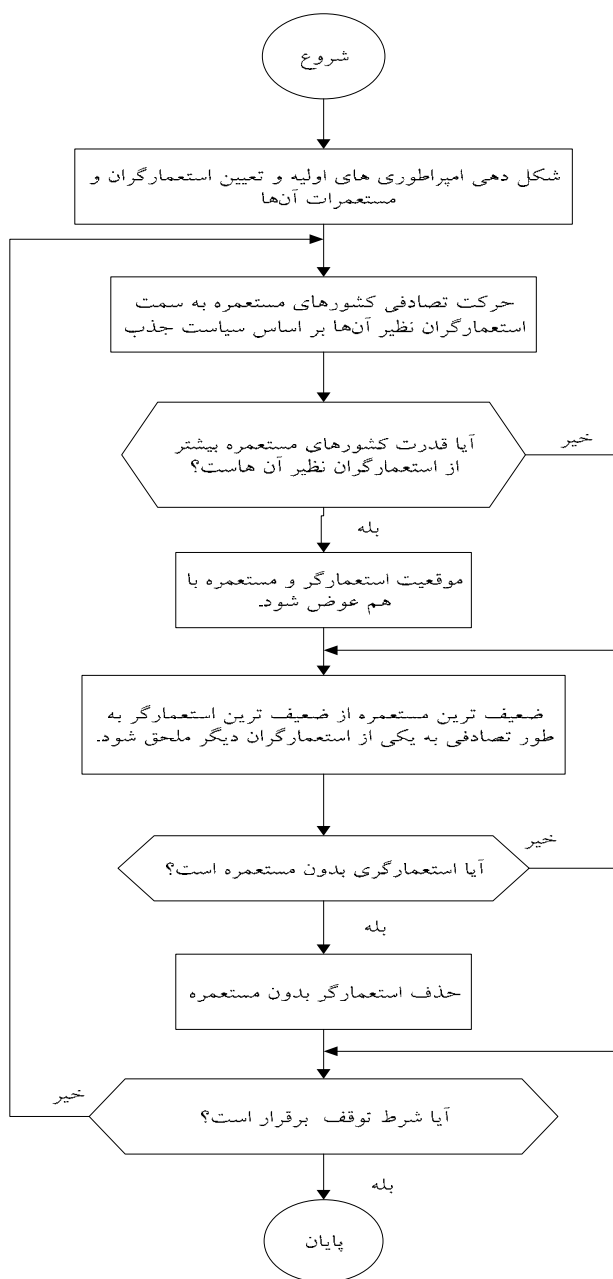 شروع
شکل دهی امپراطوری های اولیه و تعیین استعمارگران و
مستعمرات آن‌ها
حرکت تصادفی کشورهای مستعمره به سمت
استعمارگران نظیر آن‌ها بر اساس سیاست جذب
آیا قدرت کشورهای مستعمره بیشتر
از استعمارگران نظیر آن هاست؟
خیر
بله
موقعیت استعمارگر و مستعمره با
هم عوض شود.
ضعیف ترین مستعمره از ضعیف ترین استعمارگر به
طور تصادفی به یکی از استعمارگران دیگر ملحق شود.
آیا استعمارگری بدون مستعمره است؟
خیر
بله
حذف استعمارگر بدون مستعمره
آیا شرط توقف برقرار است؟
خیر
بله
پایان